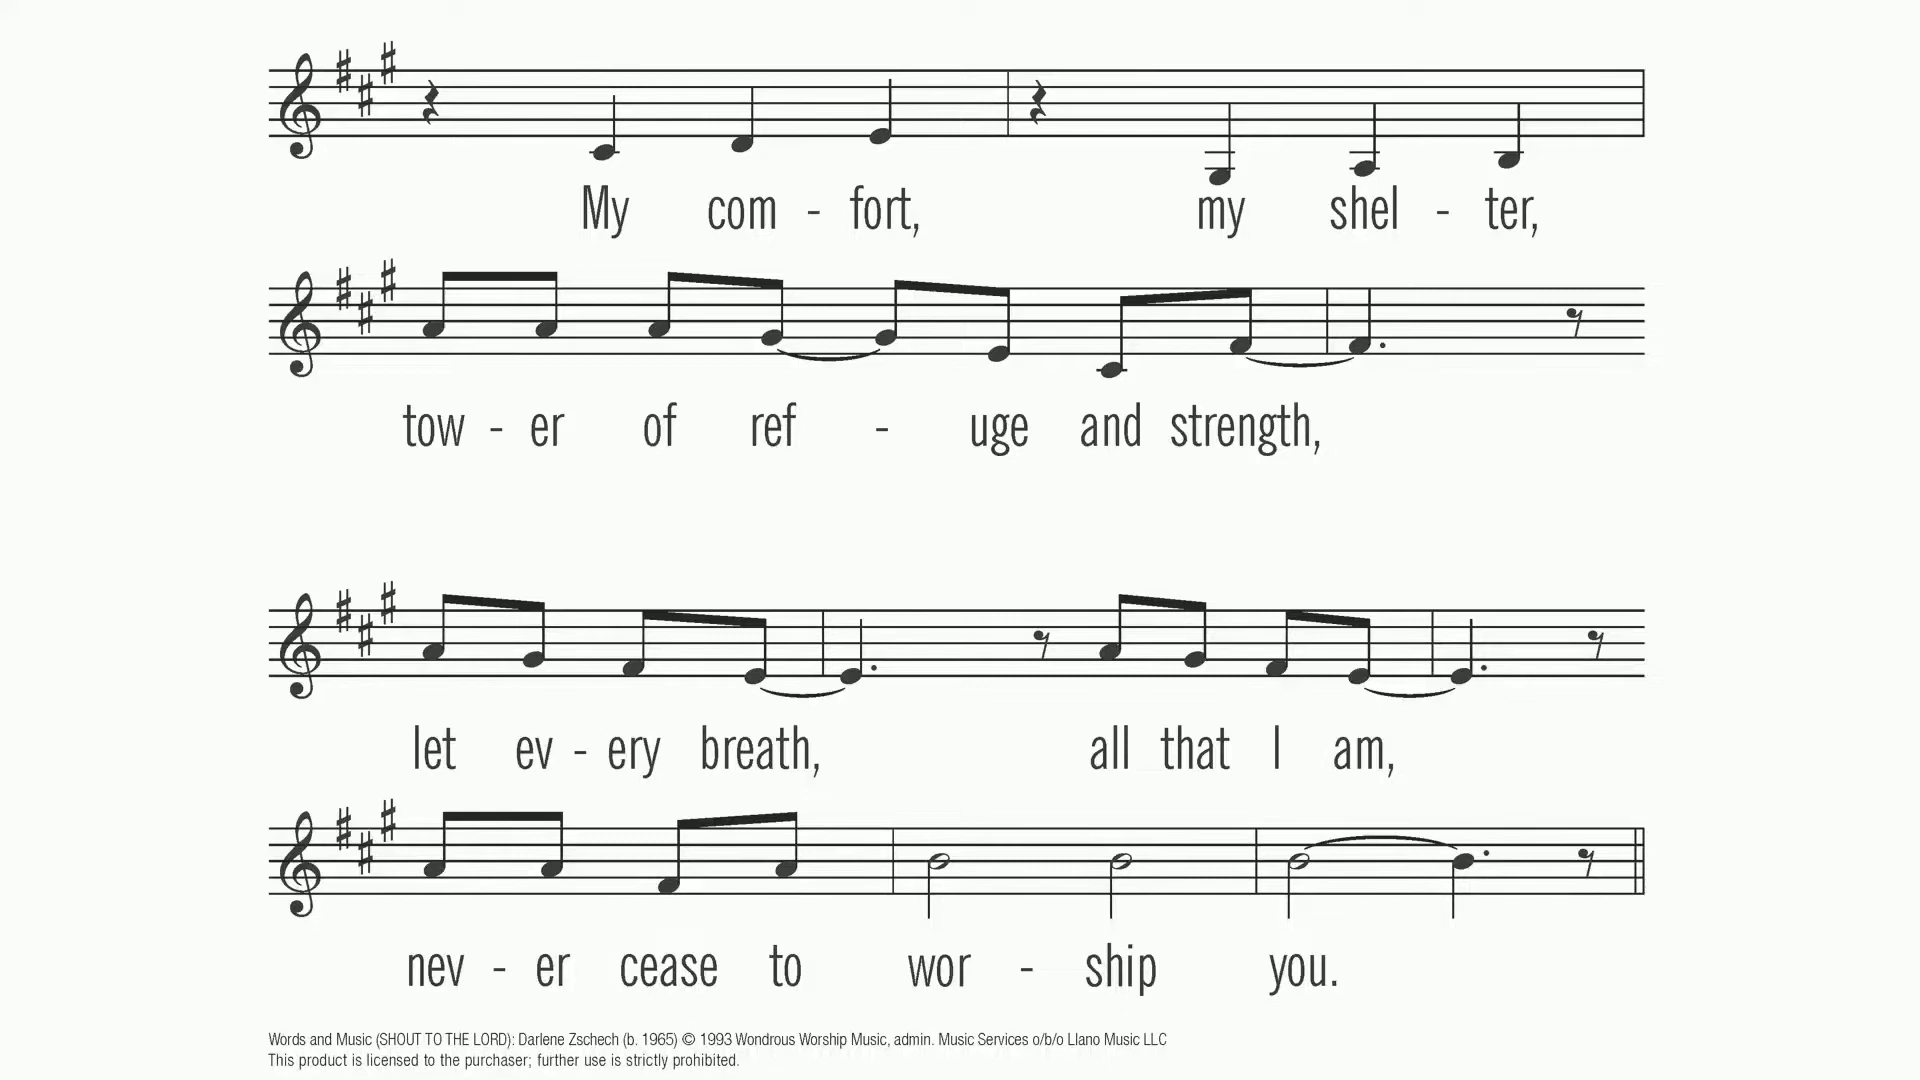 My com - fort, my shel - ter,
tow - er of ref - uge and strength,
let ev - ery breath, all that I am,
nev - er cease to wor - ship you.
Words and Music (SHOUT TO THE LORD): Darlene Zschech (b. 1965) © 1993 Wondrous Worship Music, admin. Music Services o/b/o Llano Music LLC
This product is licensed to the purchaser; further use is strictly prohibited.